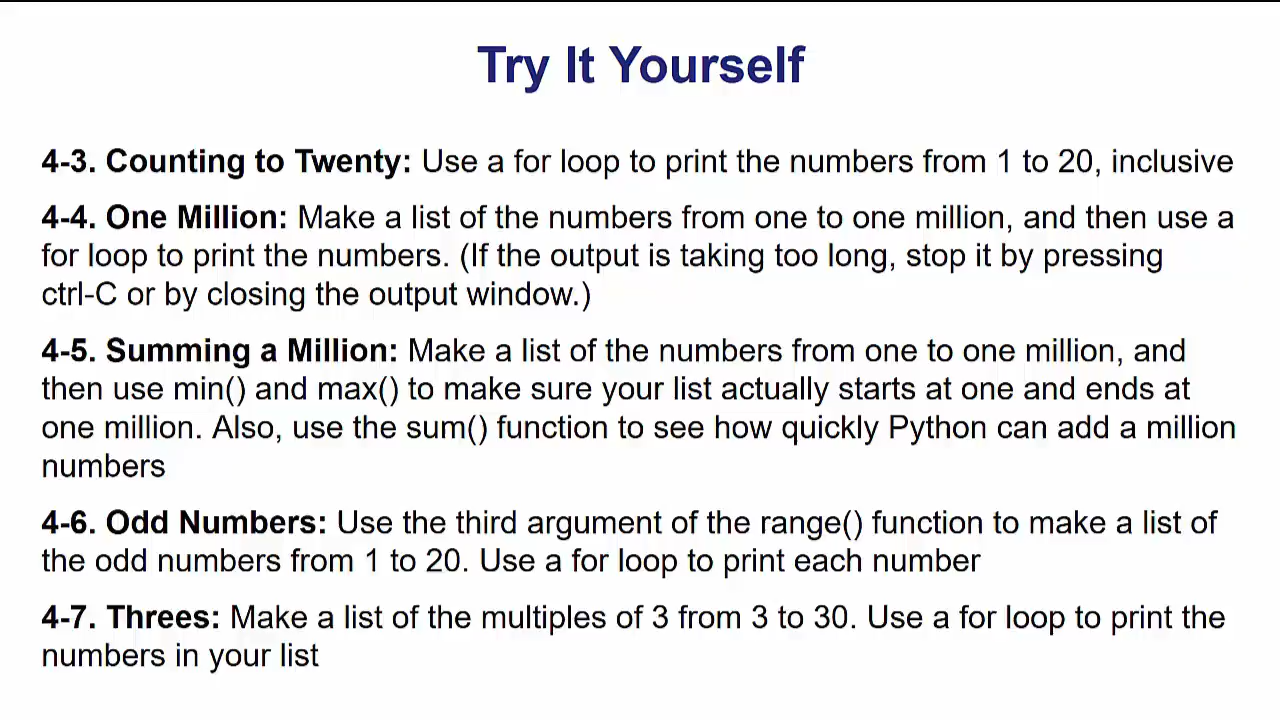 Try It Yourself
4-3. Counting to Twenty: Use a for loop to print the numbers from 1 to 20, inclusive
4-4. One Million: Make a list of the numbers from one to one million, and then use a
for loop to print the numbers. (If the output is taking too long, stop it by pressing
ctrl-C or by closing the output window.)
4-5. Summing a Million: Make a list of the numbers from one to one million, and
then use min() and max() to make sure your list actually starts at one and ends at
one million. Also, use the sum() function to see how quickly Python can add a million
numbers
4-6. Odd Numbers: Use the third argument of the range() function to make a list of
the odd numbers from 1 to 20. Use a for loop to print each number
4-7. Threes: Make a list of the multiples of 3 from 3 to 30. Use a for loop to print the
numbers in your list